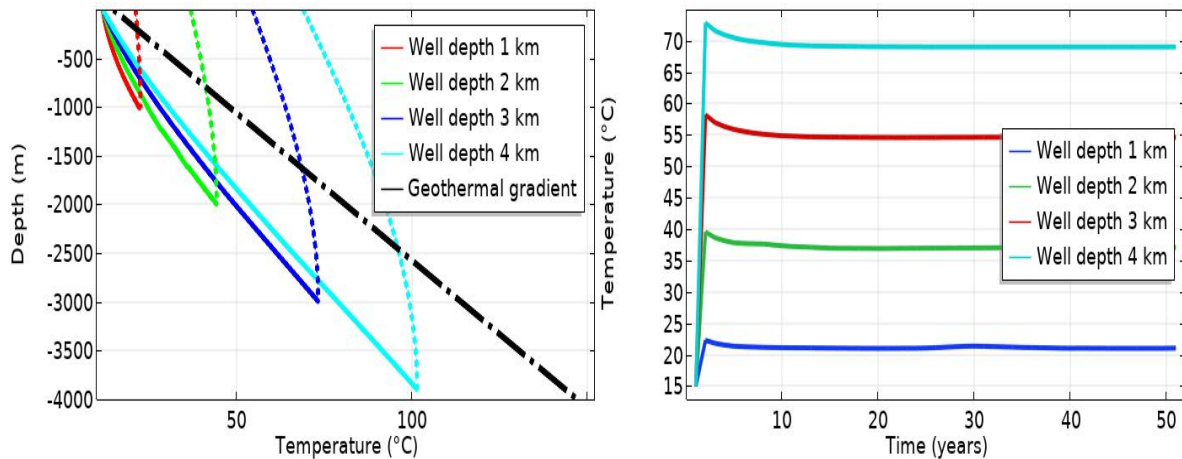 Depth (m)
-500
-1000
-1500
-2000
-2500
-3000
-3500
-4000
50
100
Temperature (°C)
Well depth 1 km
Well depth 2 km
Well depth 3 km
Well depth 4 km
Geothermal gradient
Temperature (°C)
70
65
60
55
50
45
40
35
30
25
20
15
10
20
30
40
50
Time (years)
Well depth 1 km
Well depth 2 km
Well depth 3 km
Well depth 4 km